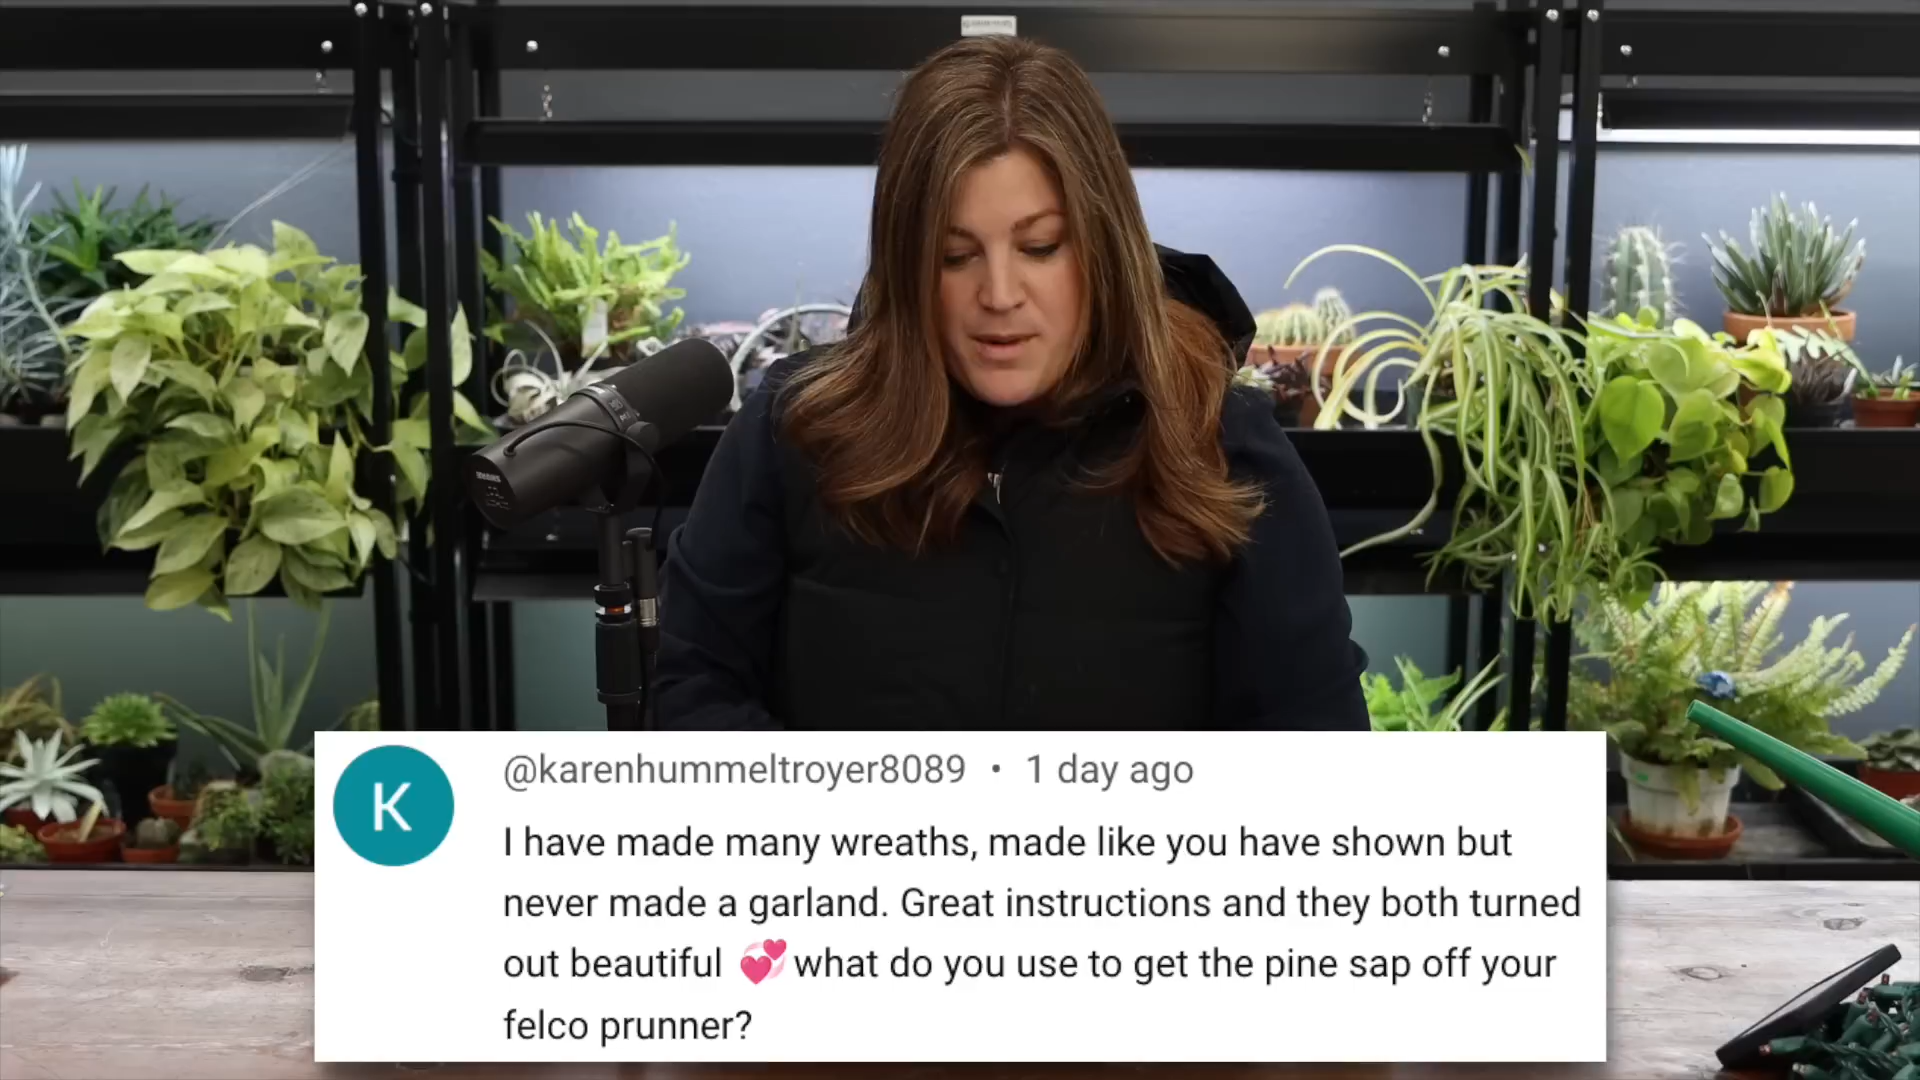 K
@karenhummeltroyer8089 • 1 day ago
I have made many wreaths, made like you have shown but
never made a garland. Great instructions and they both turned
out beautiful 💞 what do you use to get the pine sap off your
felco prunner?